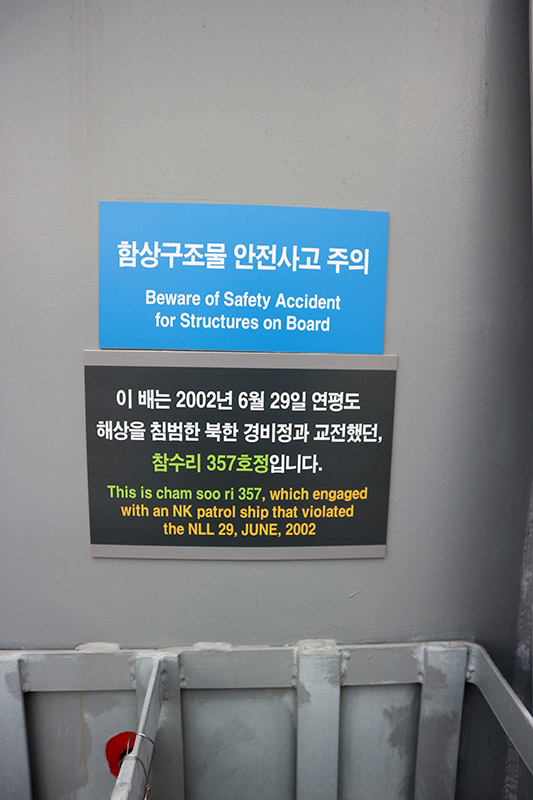 함상구조물 안전사고 주의
Beware of Safety Accident
for Structures on Board
이 배는 2002년 6월 29일 연평도
해상을 침범한 북한 경비정과 교전했던,
참수리 357호정입니다.
This is cham soo ri 357, which engaged
with an NK patrol ship that violated
the NLL 29, JUNE, 2002